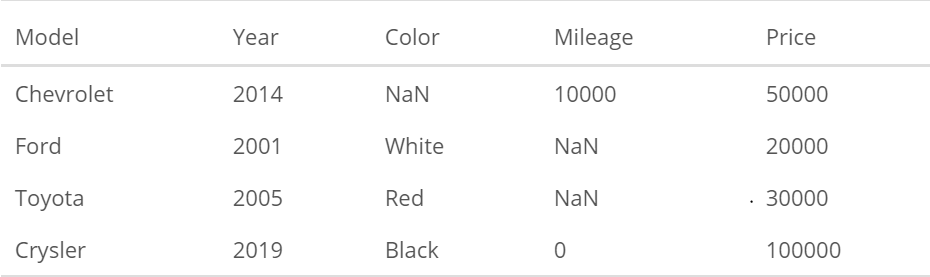 Model Year Color Mileage Price
Chevrolet 2014 NaN 10000 50000
Ford 2001 White NaN 20000
Toyota 2005 Red NaN . 30000
Crysler 2019 Black 0 100000